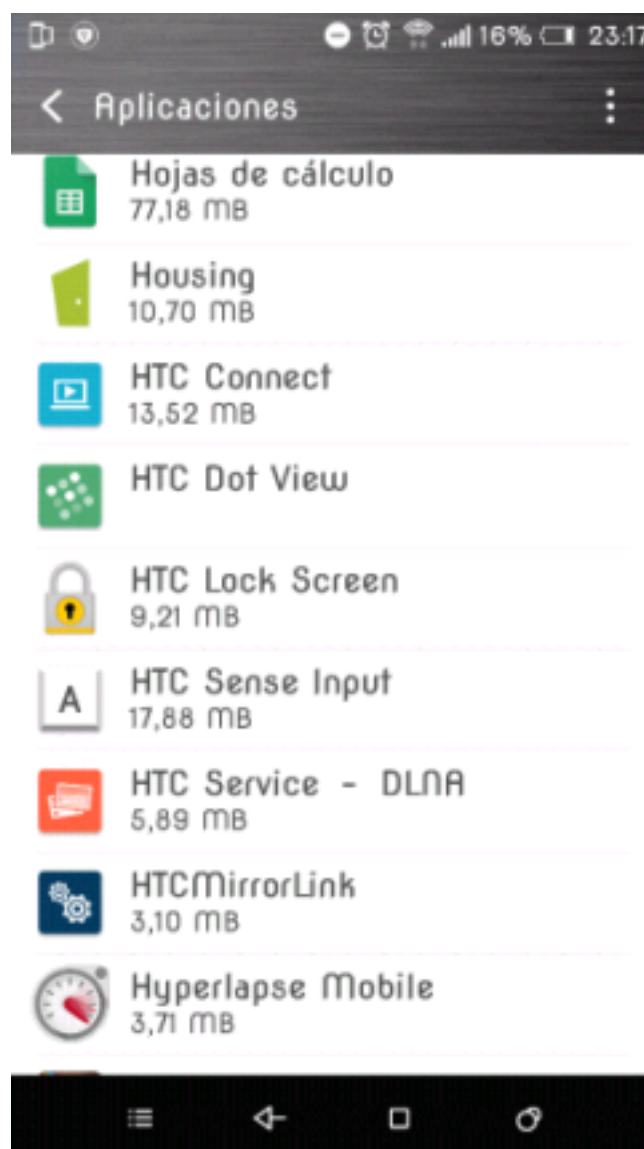 16% 23:17
Aplicaciones
Hojas de cálculo
77,18 MB
Housing
10,70 MB
HTC Connect
13,52 MB
HTC Dot View
HTC Lock Screen
9,21 MB
A
HTC Sense Input
17,88 MB
HTC Service - DLNA
5,89 MB
HTCMirrorLink
3,10 MB
Hyperlapse Mobile
3,71 MB